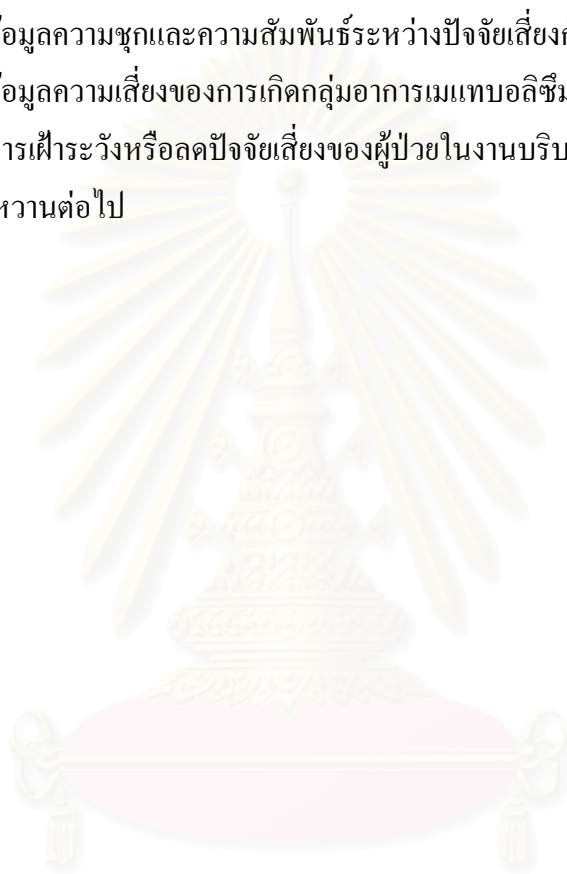 อมูลความชุกและความสัมพันธ์ระหว่างปัจจัยเสี่ยง
อมูลความเสี่ยงของการเกิดกลุ่มอาการเมแทบอลิซึม
ารเฝ้าระวังหรือลดปัจจัยเสี่ยงของผู้ป่วยในงานบริบ
หวานต่อไป